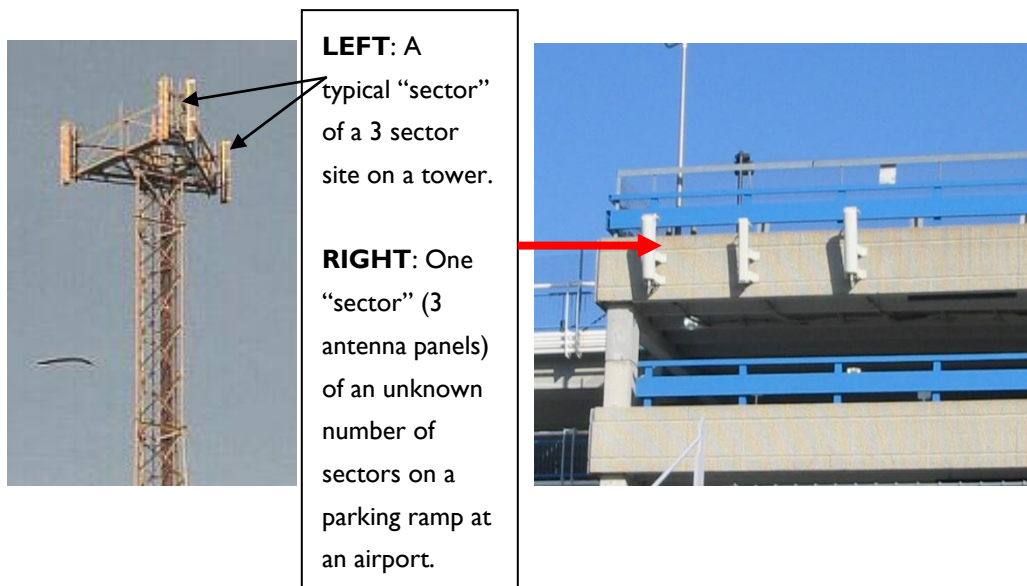 LEFT: A
typical “sector”
of a 3 sector
site on a tower.
RIGHT: One
“sector” (3
antenna panels)
of an unknown
number of
sectors on a
parking ramp at
an airport.